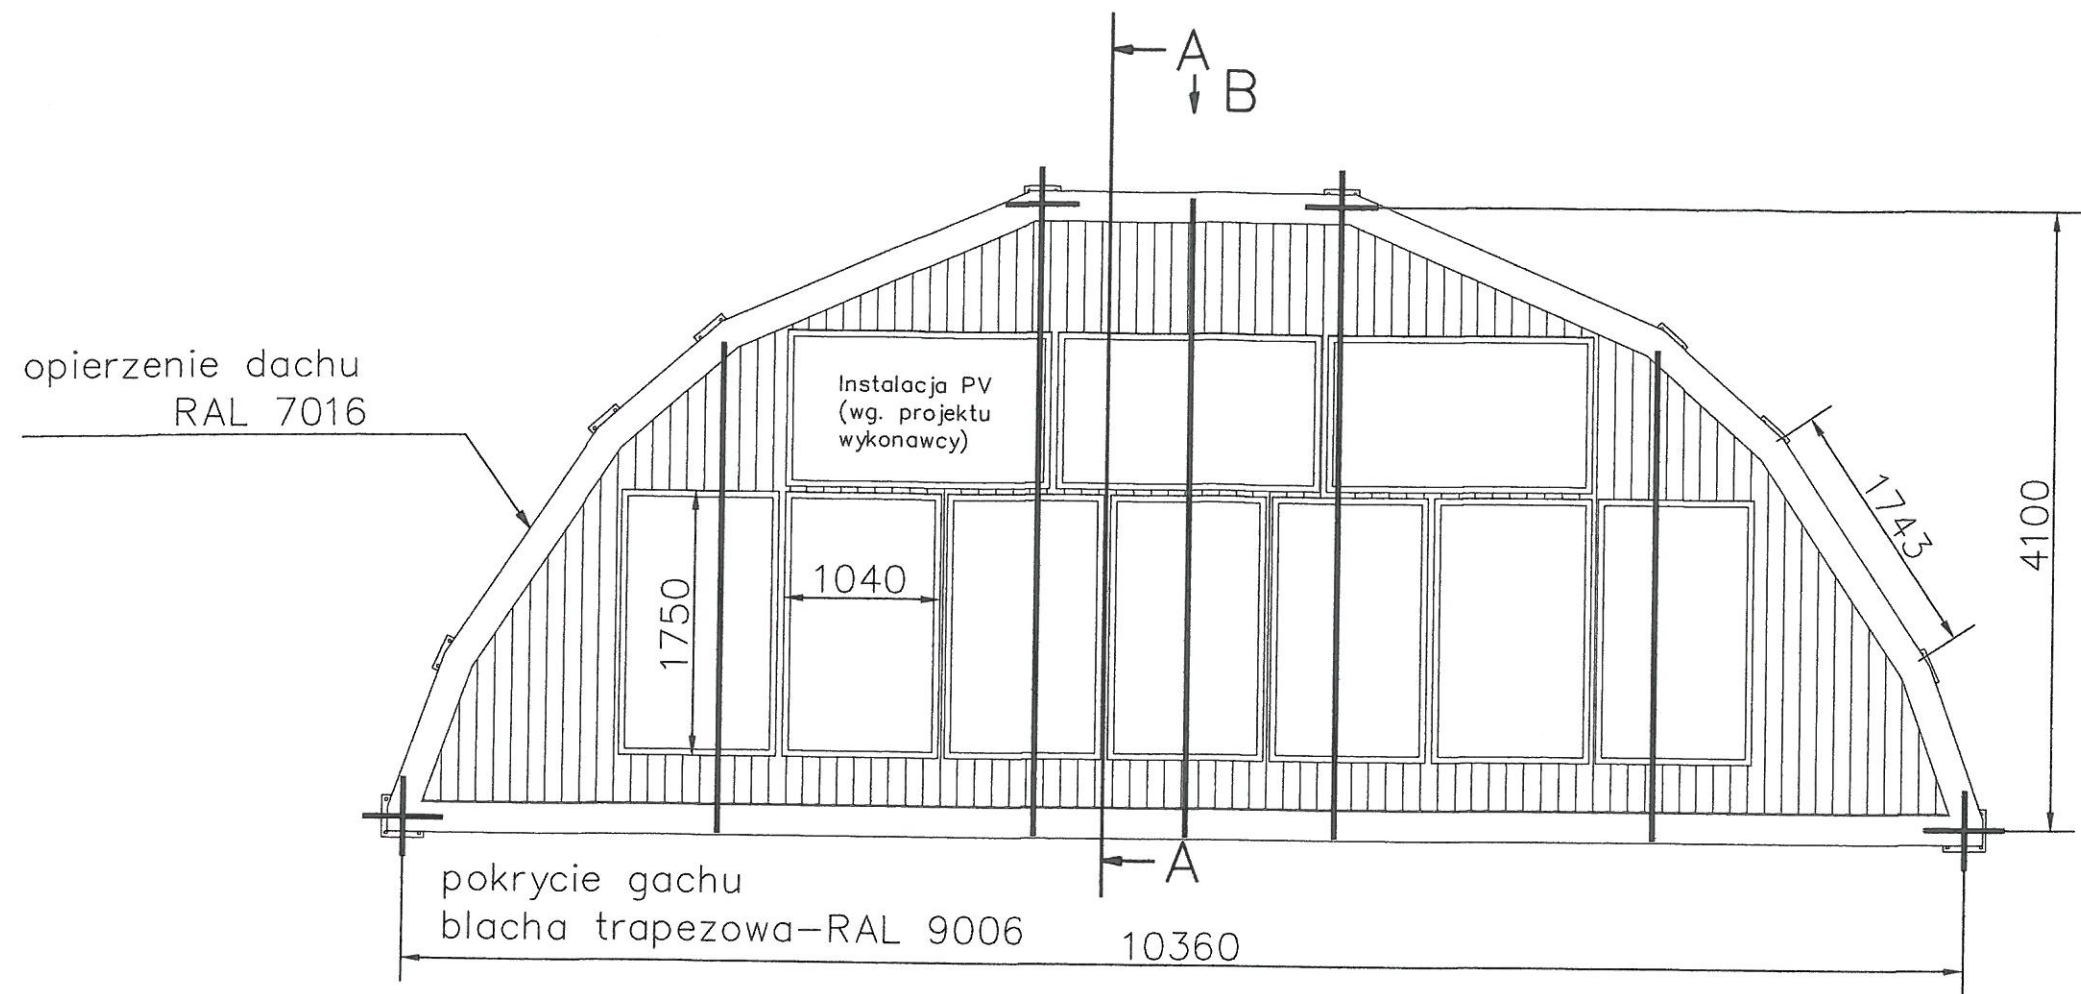 A
B
opierzenie dachu
RAL 7016
Instalacja PV
(wg. projektu
wykonawcy)
1743
4100
1750
1040
A
pokrycie gachu
blacha trapezowa-RAL 9006
10360